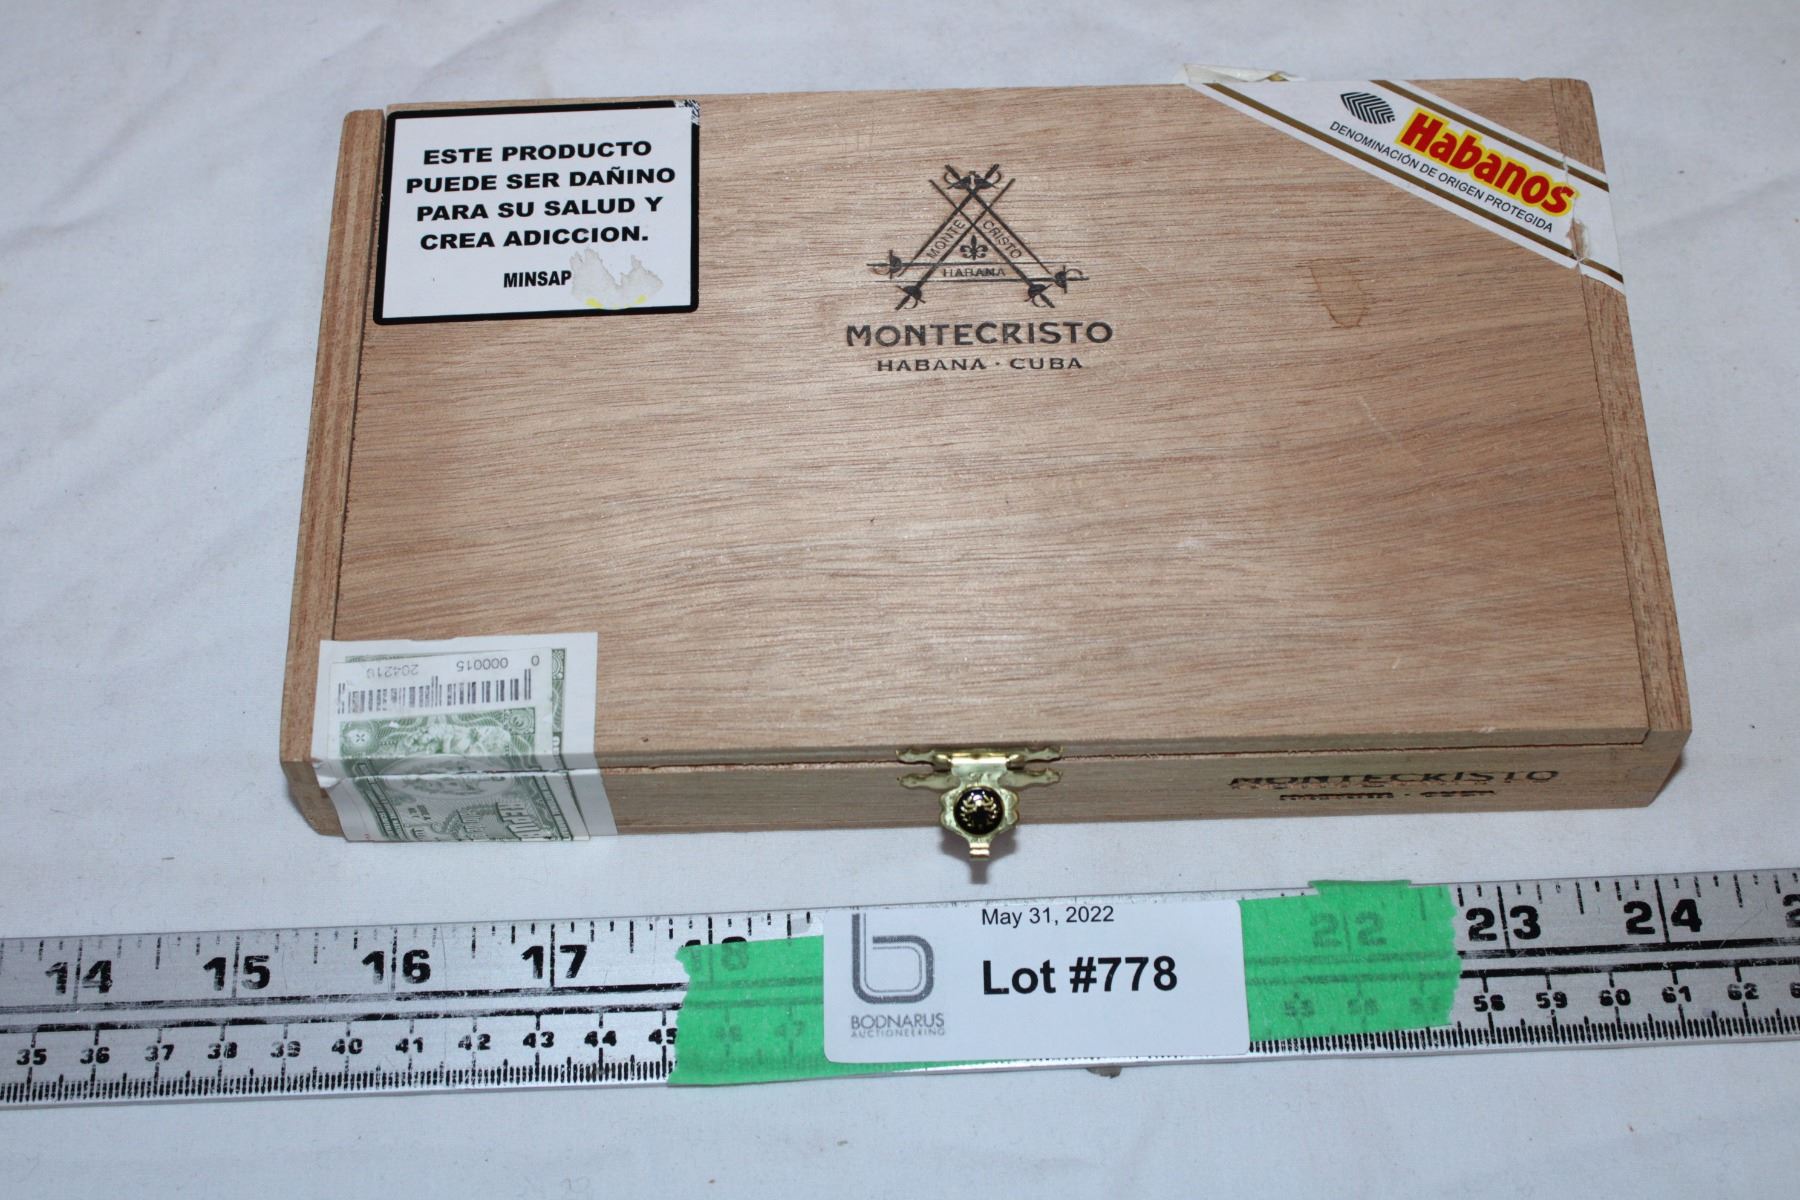 ESTE PRODUCTO
PUEDE SER DAÑINO
PARA SU SALUD Y
CREA ADICCION.
MINSAP
MONTE CRISTO
HABANA
MONTECRISTO
HABANA · CUBA
Habanos
DENOMINACIÓN DE ORIGEN PROTEGIDA
0 000015 204216
MONTECRISTO
14 15 16 17 18 22 23 24
35 36 37 38 39 40 41 42 43 44 45 46 47 55 56 57 58 59 60 61 62
May 31, 2022
Lot #778
BODNARUS
AUCTIONEERING